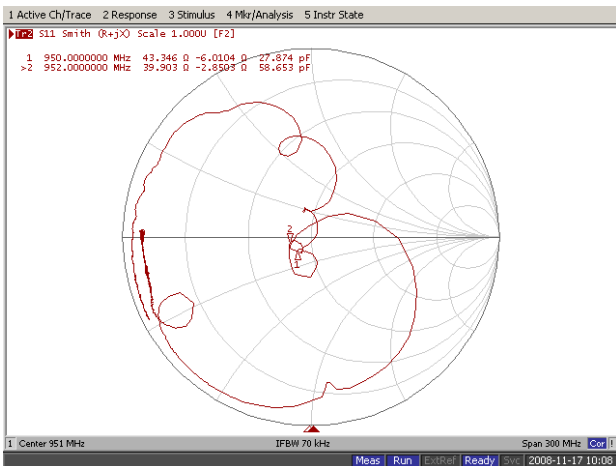 1 Active Ch/Trace 2 Response 3 Stimulus 4 Mkr/Analysis 5 Instr State
Tr2 S11 Smith (R+jX) Scale 1.000U [F2]
1 950.0000000 MHz 43.346 Ω -6.0104 Ω 27.874 pF
>2 952.0000000 MHz 39.903 Ω -2.8503 Ω 58.653 pF
2
1
1 Center 951 MHz IFBW 70 kHz Span 300 MHz Cor !
Meas Run ExtRef Ready Svc 2008-11-17 10:08